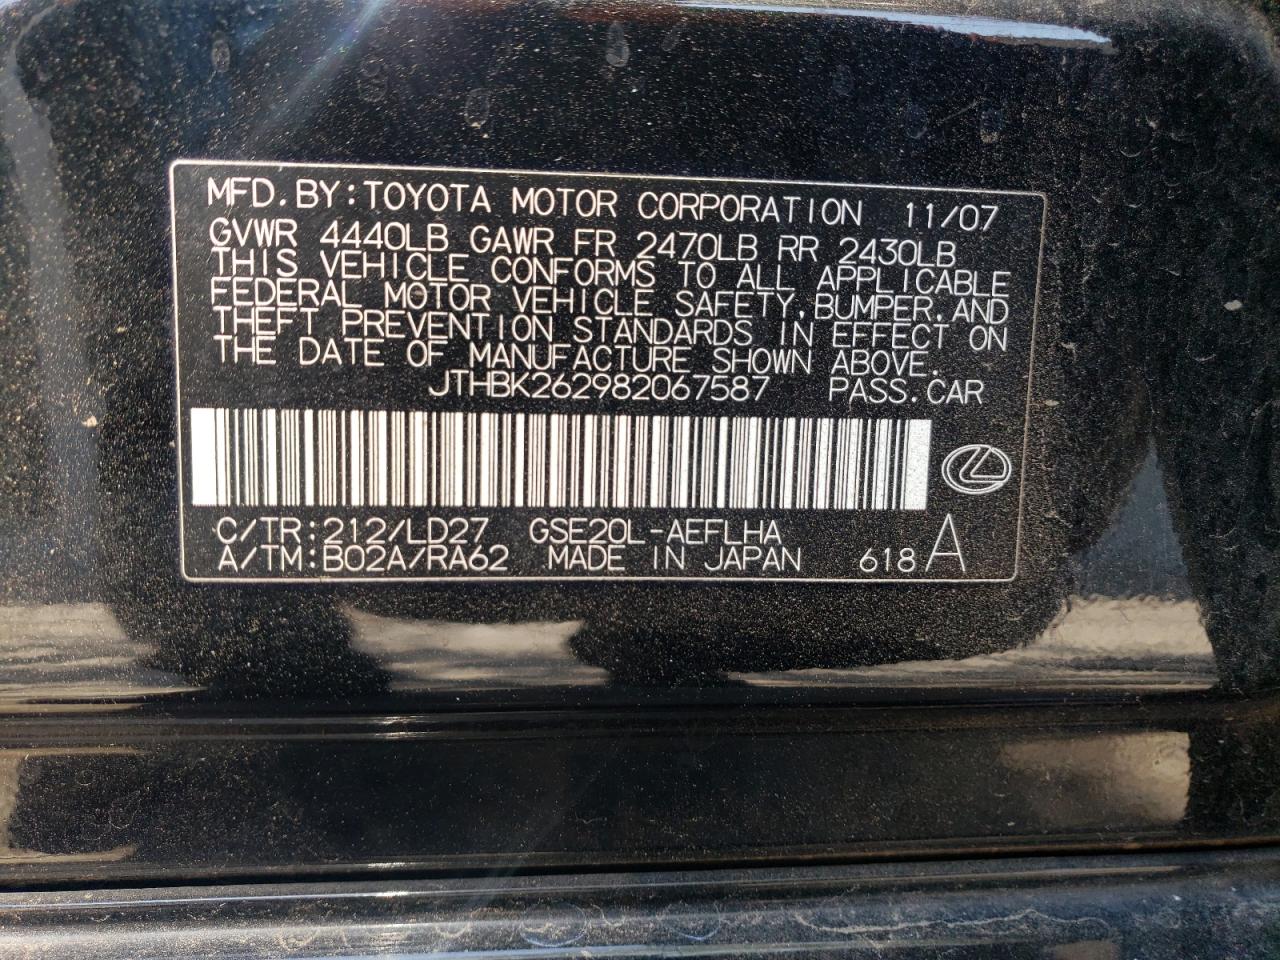 MFD. BY: TOYOTA MOTOR CORPORATION 11/07
GVWR 4440LB GAWR FR 2470LB RR 2430LB
THIS VEHICLE CONFORMS TO ALL APPLICABLE
FEDERAL MOTOR VEHICLE SAFETY, BUMPER, AND
THEFT PREVENTION STANDARDS IN EFFECT ON
THE DATE OF MANUFACTURE SHOWN ABOVE.
JTHBK262982067587 PASS. CAR
C/TR: 212/LD27 GSE20L-AEFLHA
A/TM: B02A/RA62 MADE IN JAPAN 618 A